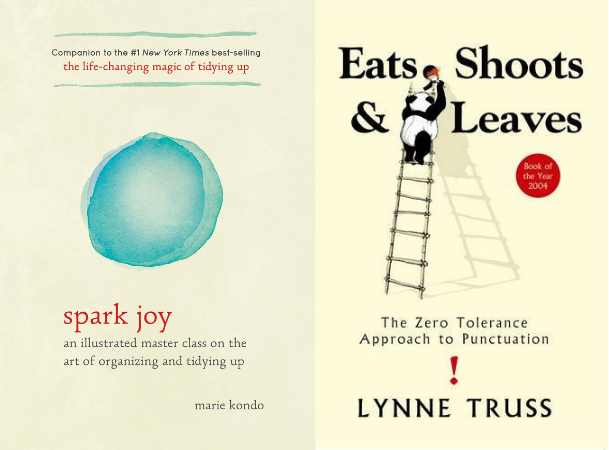 Companion to the #1 New York Times best-selling
the life-changing magic of tidying up
spark joy
an illustrated master class on the
art of organizing and tidying up
marie kondo
Eats Shoots
& Leaves
Book of
the Year
2004
The Zero Tolerance
Approach to Punctuation
!
LYNNE TRUSS